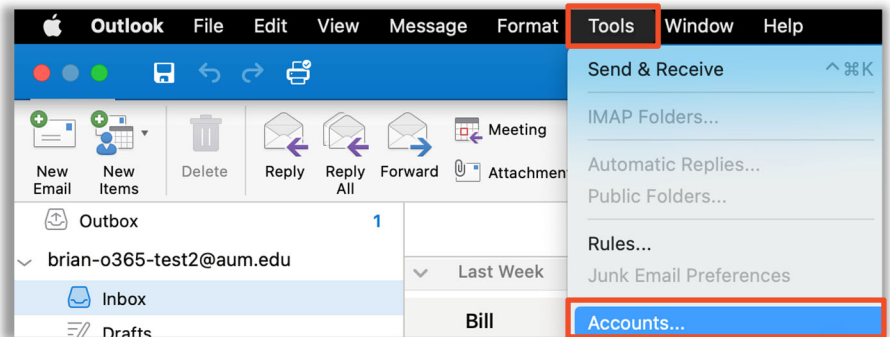 Outlook File Edit View Message Format Tools Window Help
Send & Receive ⌃⌘K
IMAP Folders...
Automatic Replies...
Public Folders...
Rules...
Junk Email Preferences
Accounts...
New Email
New Items
Delete
Reply
Reply All
Forward
Meeting
Attachmen
Outbox 1
brian-o365-test2@aum.edu
Inbox
Drafts
Last Week
Bill